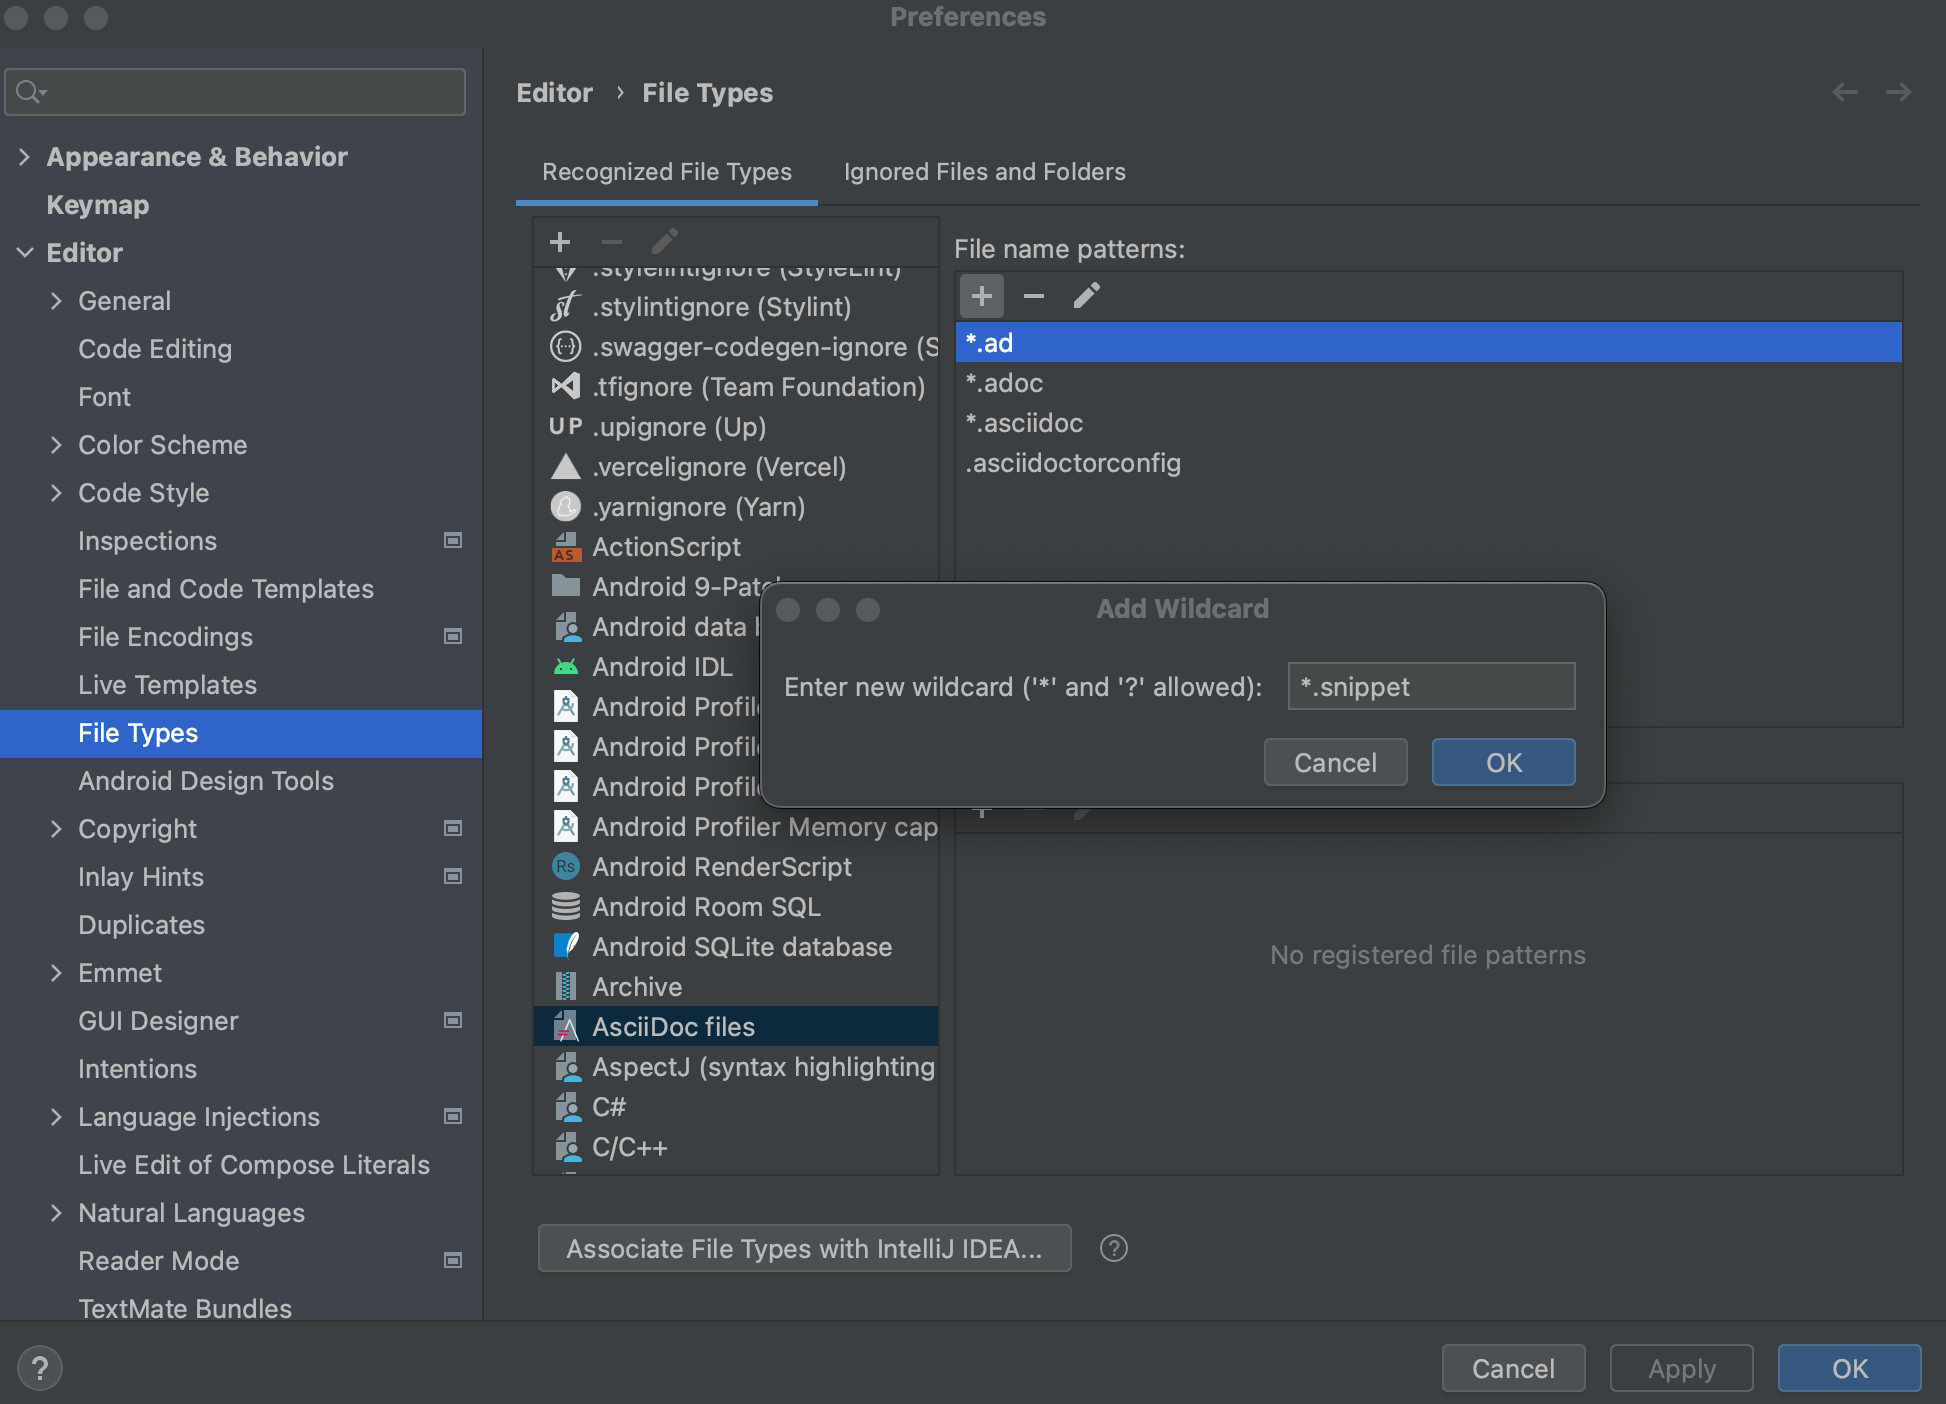 Preferences
Appearance & Behavior
Keymap
Editor
General
Code Editing
Font
Color Scheme
Code Style
Inspections
File and Code Templates
File Encodings
Live Templates
File Types
Android Design Tools
Copyright
Inlay Hints
Duplicates
Emmet
GUI Designer
Intentions
Language Injections
Live Edit of Compose Literals
Natural Languages
Reader Mode
TextMate Bundles
Editor › File Types
Recognized File Types
Ignored Files and Folders
.stylelintignore (StyleLint)
.stylintignore (Stylint)
.swagger-codegen-ignore (S
.tfignore (Team Foundation)
UP .upignore (Up)
.vercelignore (Vercel)
.yarnignore (Yarn)
AS ActionScript
Android 9-Patch
Android data
Android IDL
Android Profil
Android Profil
Android Profil
Android Profiler Memory cap
Rs Android RenderScript
Android Room SQL
Android SQLite database
Archive
AsciiDoc files
AspectJ (syntax highlighting
C#
C/C++
File name patterns:
*.ad
*.adoc
*.asciidoc
.asciidoctorconfig
Add Wildcard
Enter new wildcard ('*' and '?' allowed):
*.snippet
Cancel
OK
No registered file patterns
Associate File Types with IntelliJ IDEA...
?
?
Cancel
Apply
OK